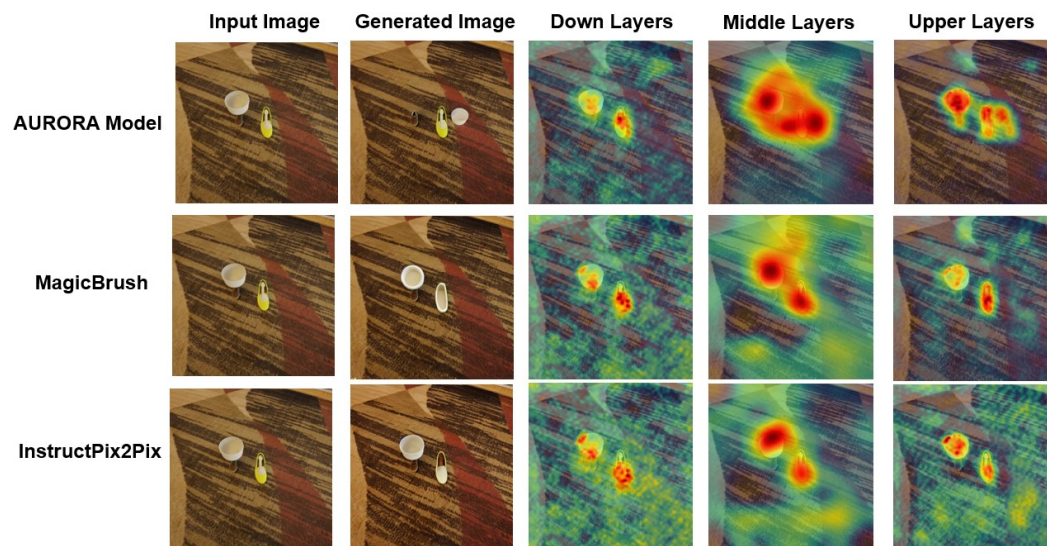 Input Image Generated Image Down Layers Middle Layers Upper Layers
AURORA Model
MagicBrush
InstructPix2Pix